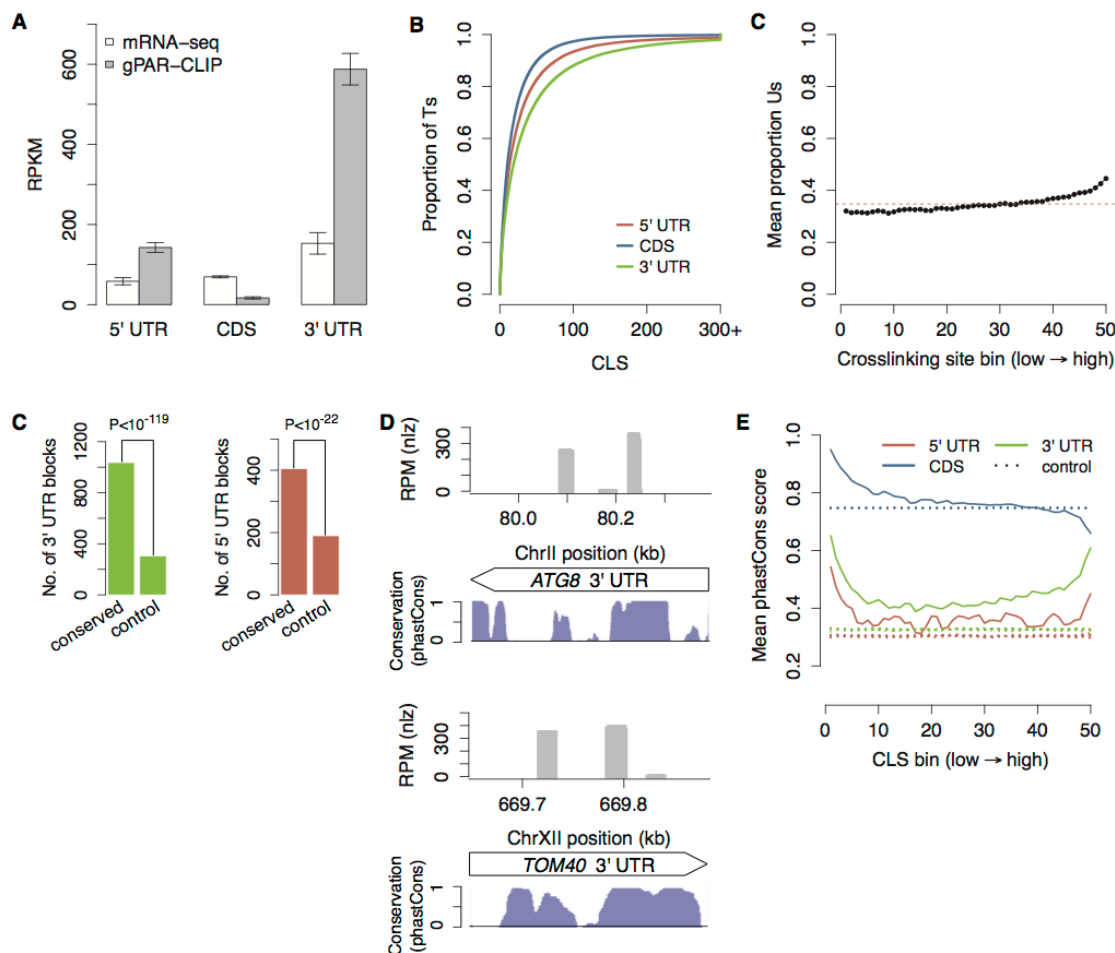 A
mRNA−seq
gPAR−CLIP
RPKM
0 200 400 600
5' UTR CDS 3' UTR
B
Proportion of Ts
0.0 0.2 0.4 0.6 0.8 1.0
5' UTR
CDS
3' UTR
0 100 200 300+
CLS
C
Mean proportion Us
0.0 0.2 0.4 0.6 0.8 1.0
0 10 20 30 40 50
Crosslinking site bin (low → high)
C
P<10-119
No. of 3' UTR blocks
0 400 800 1200
conserved control
P<10-22
No. of 5' UTR blocks
0 200 400
conserved control
D
RPM (nlz)
0 300
80.0 80.2
ChrII position (kb)
ATG8 3' UTR
Conservation
(phastCons)
0 1
RPM (nlz)
0 300
669.7 669.8
ChrXII position (kb)
TOM40 3' UTR
Conservation
(phastCons)
0 1
E
5' UTR 3' UTR
CDS control
Mean phastCons score
0.2 0.4 0.6 0.8 1.0
0 10 20 30 40 50
CLS bin (low → high)